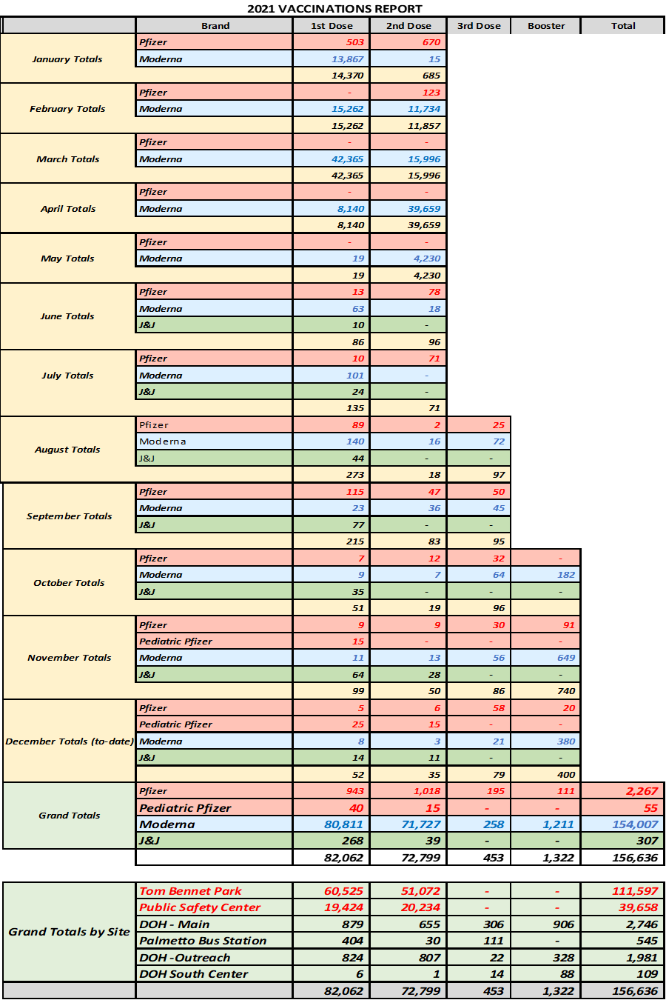 2021 VACCINATIONS REPORT
Brand 1st Dose 2nd Dose 3rd Dose Booster Total
January Totals
Pfizer 503 670
Moderna 13,867 15
14,370 685
February Totals
Pfizer - 123
Moderna 15,262 11,734
15,262 11,857
March Totals
Pfizer - -
Moderna 42,365 15,996
42,365 15,996
April Totals
Pfizer - -
Moderna 8,140 39,659
8,140 39,659
May Totals
Pfizer - -
Moderna 19 4,230
19 4,230
June Totals
Pfizer 13 78
Moderna 63 18
J&J 10 -
86 96
July Totals
Pfizer 10 71
Moderna 101 -
J&J 24 -
135 71
August Totals
Pfizer 89 2 25
Moderna 140 16 72
J&J 44 - -
273 18 97
September Totals
Pfizer 115 47 50
Moderna 23 36 45
J&J 77 - -
215 83 95
October Totals
Pfizer 7 12 32 -
Moderna 9 7 64 182
J&J 35 - - -
51 19 96
November Totals
Pfizer 9 9 30 91
Pediatric Pfizer 15 - - -
Moderna 11 13 56 649
J&J 64 28 - -
99 50 86 740
December Totals (to-date)
Pfizer 5 6 58 20
Pediatric Pfizer 25 15 - -
Moderna 8 3 21 380
J&J 14 11 - -
52 35 79 400
Grand Totals
Pfizer 943 1,018 195 111 2,267
Pediatric Pfizer 40 15 - - 55
Moderna 80,811 71,727 258 1,211 154,007
J&J 268 39 - - 307
82,062 72,799 453 1,322 156,636
Grand Totals by Site
Tom Bennet Park 60,525 51,072 - - 111,597
Public Safety Center 19,424 20,234 - - 39,658
DOH - Main 879 655 306 906 2,746
Palmetto Bus Station 404 30 111 - 545
DOH -Outreach 824 807 22 328 1,981
DOH South Center 6 1 14 88 109
82,062 72,799 453 1,322 156,636